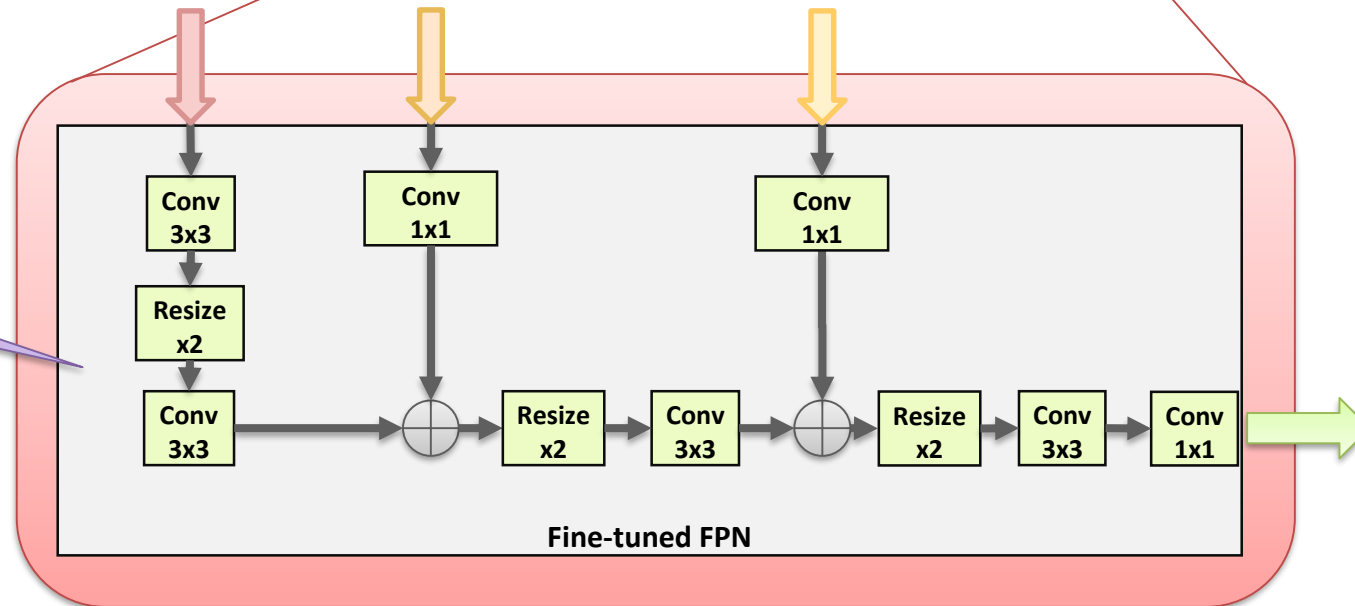 Conv
3x3
Conv
1x1
Conv
1x1
Resize
x2
Conv
3x3
Resize
x2
Conv
3x3
Resize
x2
Conv
3x3
Conv
1x1
Fine-tuned FPN